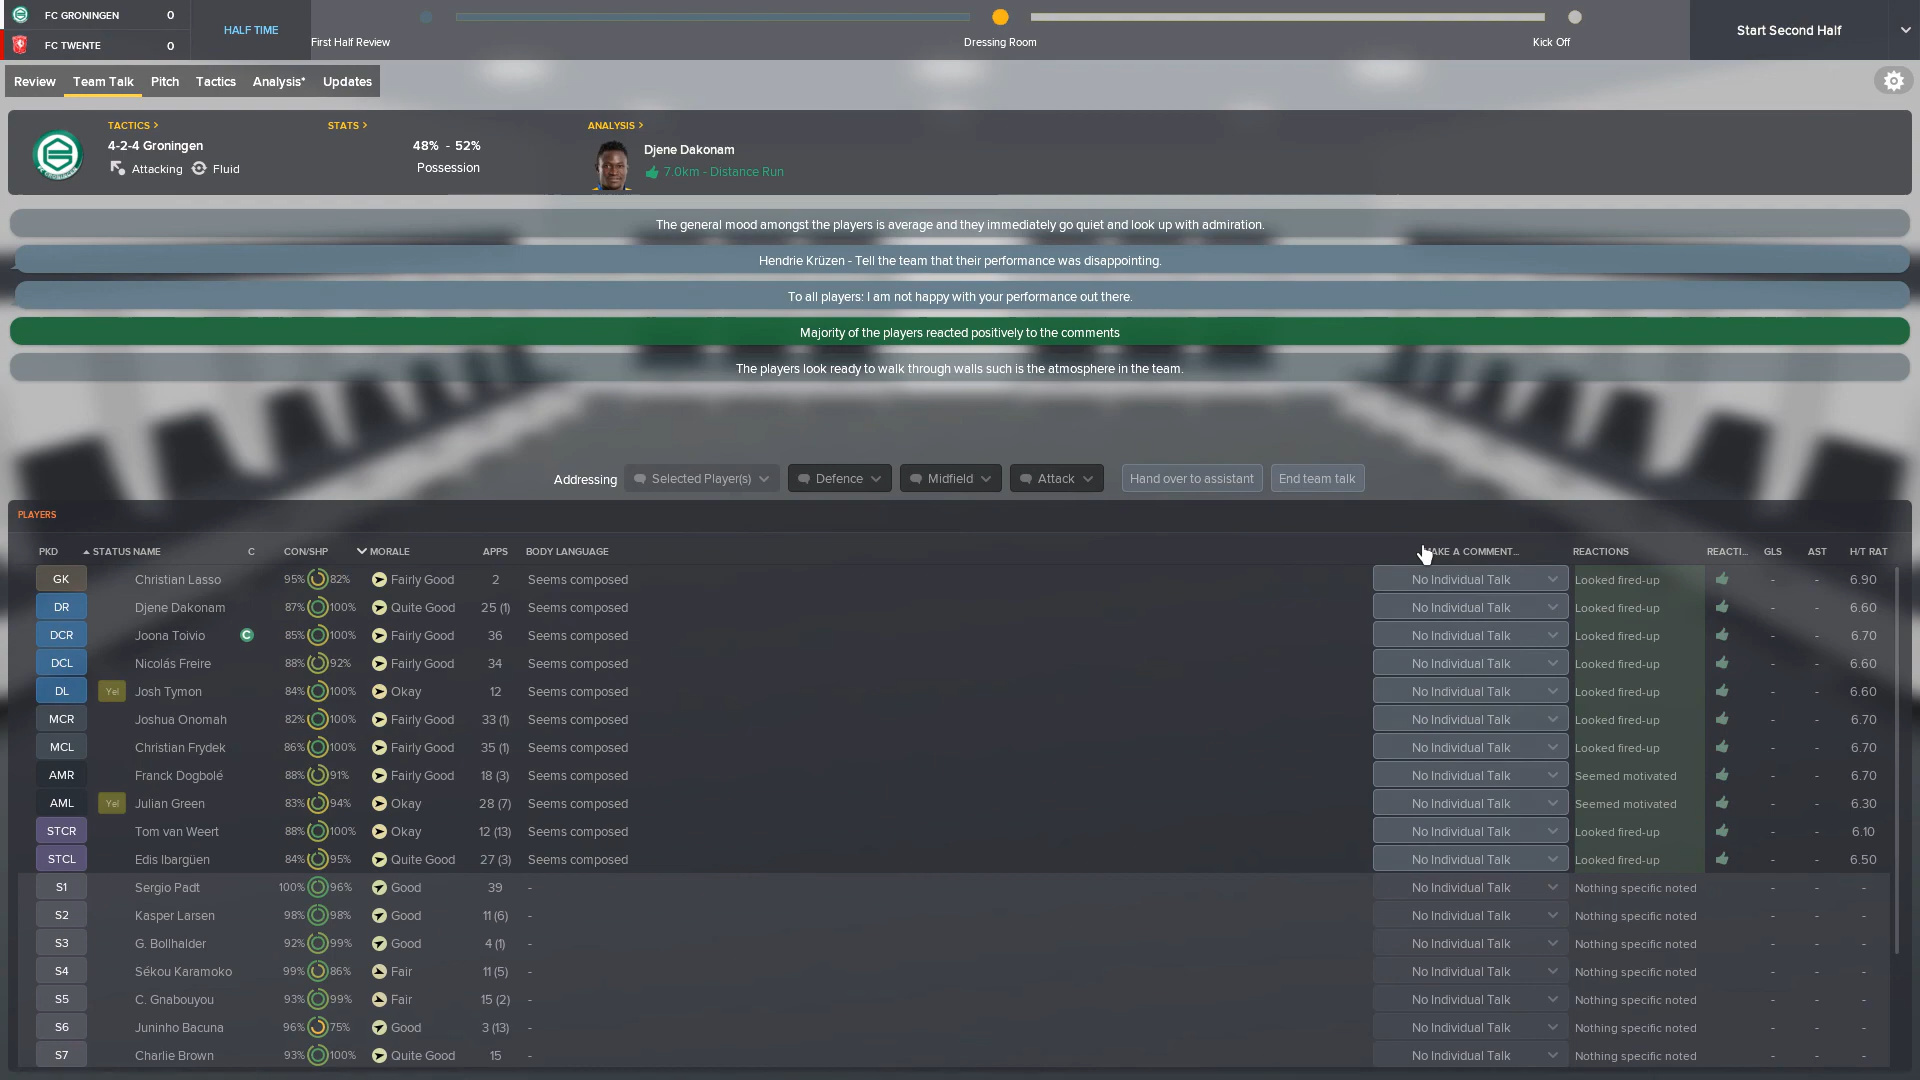 FC GRONINGEN 0
FC TWENTE 0
HALF TIME
First Half Review
Dressing Room
Kick Off
Start Second Half
Review Team Talk Pitch Tactics Analysis* Updates
TACTICS >
4-2-4 Groningen
Attacking Fluid
STATS >
48% - 52%
Possession
ANALYSIS >
Djene Dakonam
7.0km - Distance Run
The general mood amongst the players is average and they immediately go quiet and look up with admiration.
Hendrie Krüzen - Tell the team that their performance was disappointing.
To all players: I am not happy with your performance out there.
Majority of the players reacted positively to the comments
The players look ready to walk through walls such is the atmosphere in the team.
Addressing Selected Player(s) Defence Midfield Attack Hand over to assistant End team talk
PLAYERS
PKD STATUS NAME C CON/SHP MORALE APPS BODY LANGUAGE AKE A COMMENT... REACTIONS REACTI... GLS AST H/T RAT
GK Christian Lasso 95% 82% Fairly Good 2 Seems composed No Individual Talk Looked fired-up - - 6.90
DR Djene Dakonam 87% 100% Quite Good 25 (1) Seems composed No Individual Talk Looked fired-up - - 6.60
DCR Joona Toivio C 85% 100% Fairly Good 36 Seems composed No Individual Talk Looked fired-up - - 6.70
DCL Nicolás Freire 88% 92% Fairly Good 34 Seems composed No Individual Talk Looked fired-up - - 6.60
DL Yel Josh Tymon 84% 100% Okay 12 Seems composed No Individual Talk Looked fired-up - - 6.60
MCR Joshua Onomah 82% 100% Fairly Good 33 (1) Seems composed No Individual Talk Looked fired-up - - 6.70
MCL Christian Frydek 86% 100% Fairly Good 35 (1) Seems composed No Individual Talk Looked fired-up - - 6.70
AMR Franck Dogbolé 88% 91% Fairly Good 18 (3) Seems composed No Individual Talk Seemed motivated - - 6.70
AML Yel Julian Green 83% 94% Okay 28 (7) Seems composed No Individual Talk Seemed motivated - - 6.30
STCR Tom van Weert 88% 100% Okay 12 (13) Seems composed No Individual Talk Looked fired-up - - 6.10
STCL Edis Ibargüen 84% 95% Quite Good 27 (3) Seems composed No Individual Talk Looked fired-up - - 6.50
S1 Sergio Padt 100% 96% Good 39 - No Individual Talk Nothing specific noted - - -
S2 Kasper Larsen 98% 98% Good 11 (6) - No Individual Talk Nothing specific noted - - -
S3 G. Bollhalder 92% 99% Good 4 (1) - No Individual Talk Nothing specific noted - - -
S4 Sékou Karamoko 99% 86% Fair 11 (5) - No Individual Talk Nothing specific noted - - -
S5 C. Gnabouyou 93% 99% Fair 15 (2) - No Individual Talk Nothing specific noted - - -
S6 Juninho Bacuna 96% 75% Good 3 (13) - No Individual Talk Nothing specific noted - - -
S7 Charlie Brown 93% 100% Quite Good 15 - No Individual Talk Nothing specific noted - - -